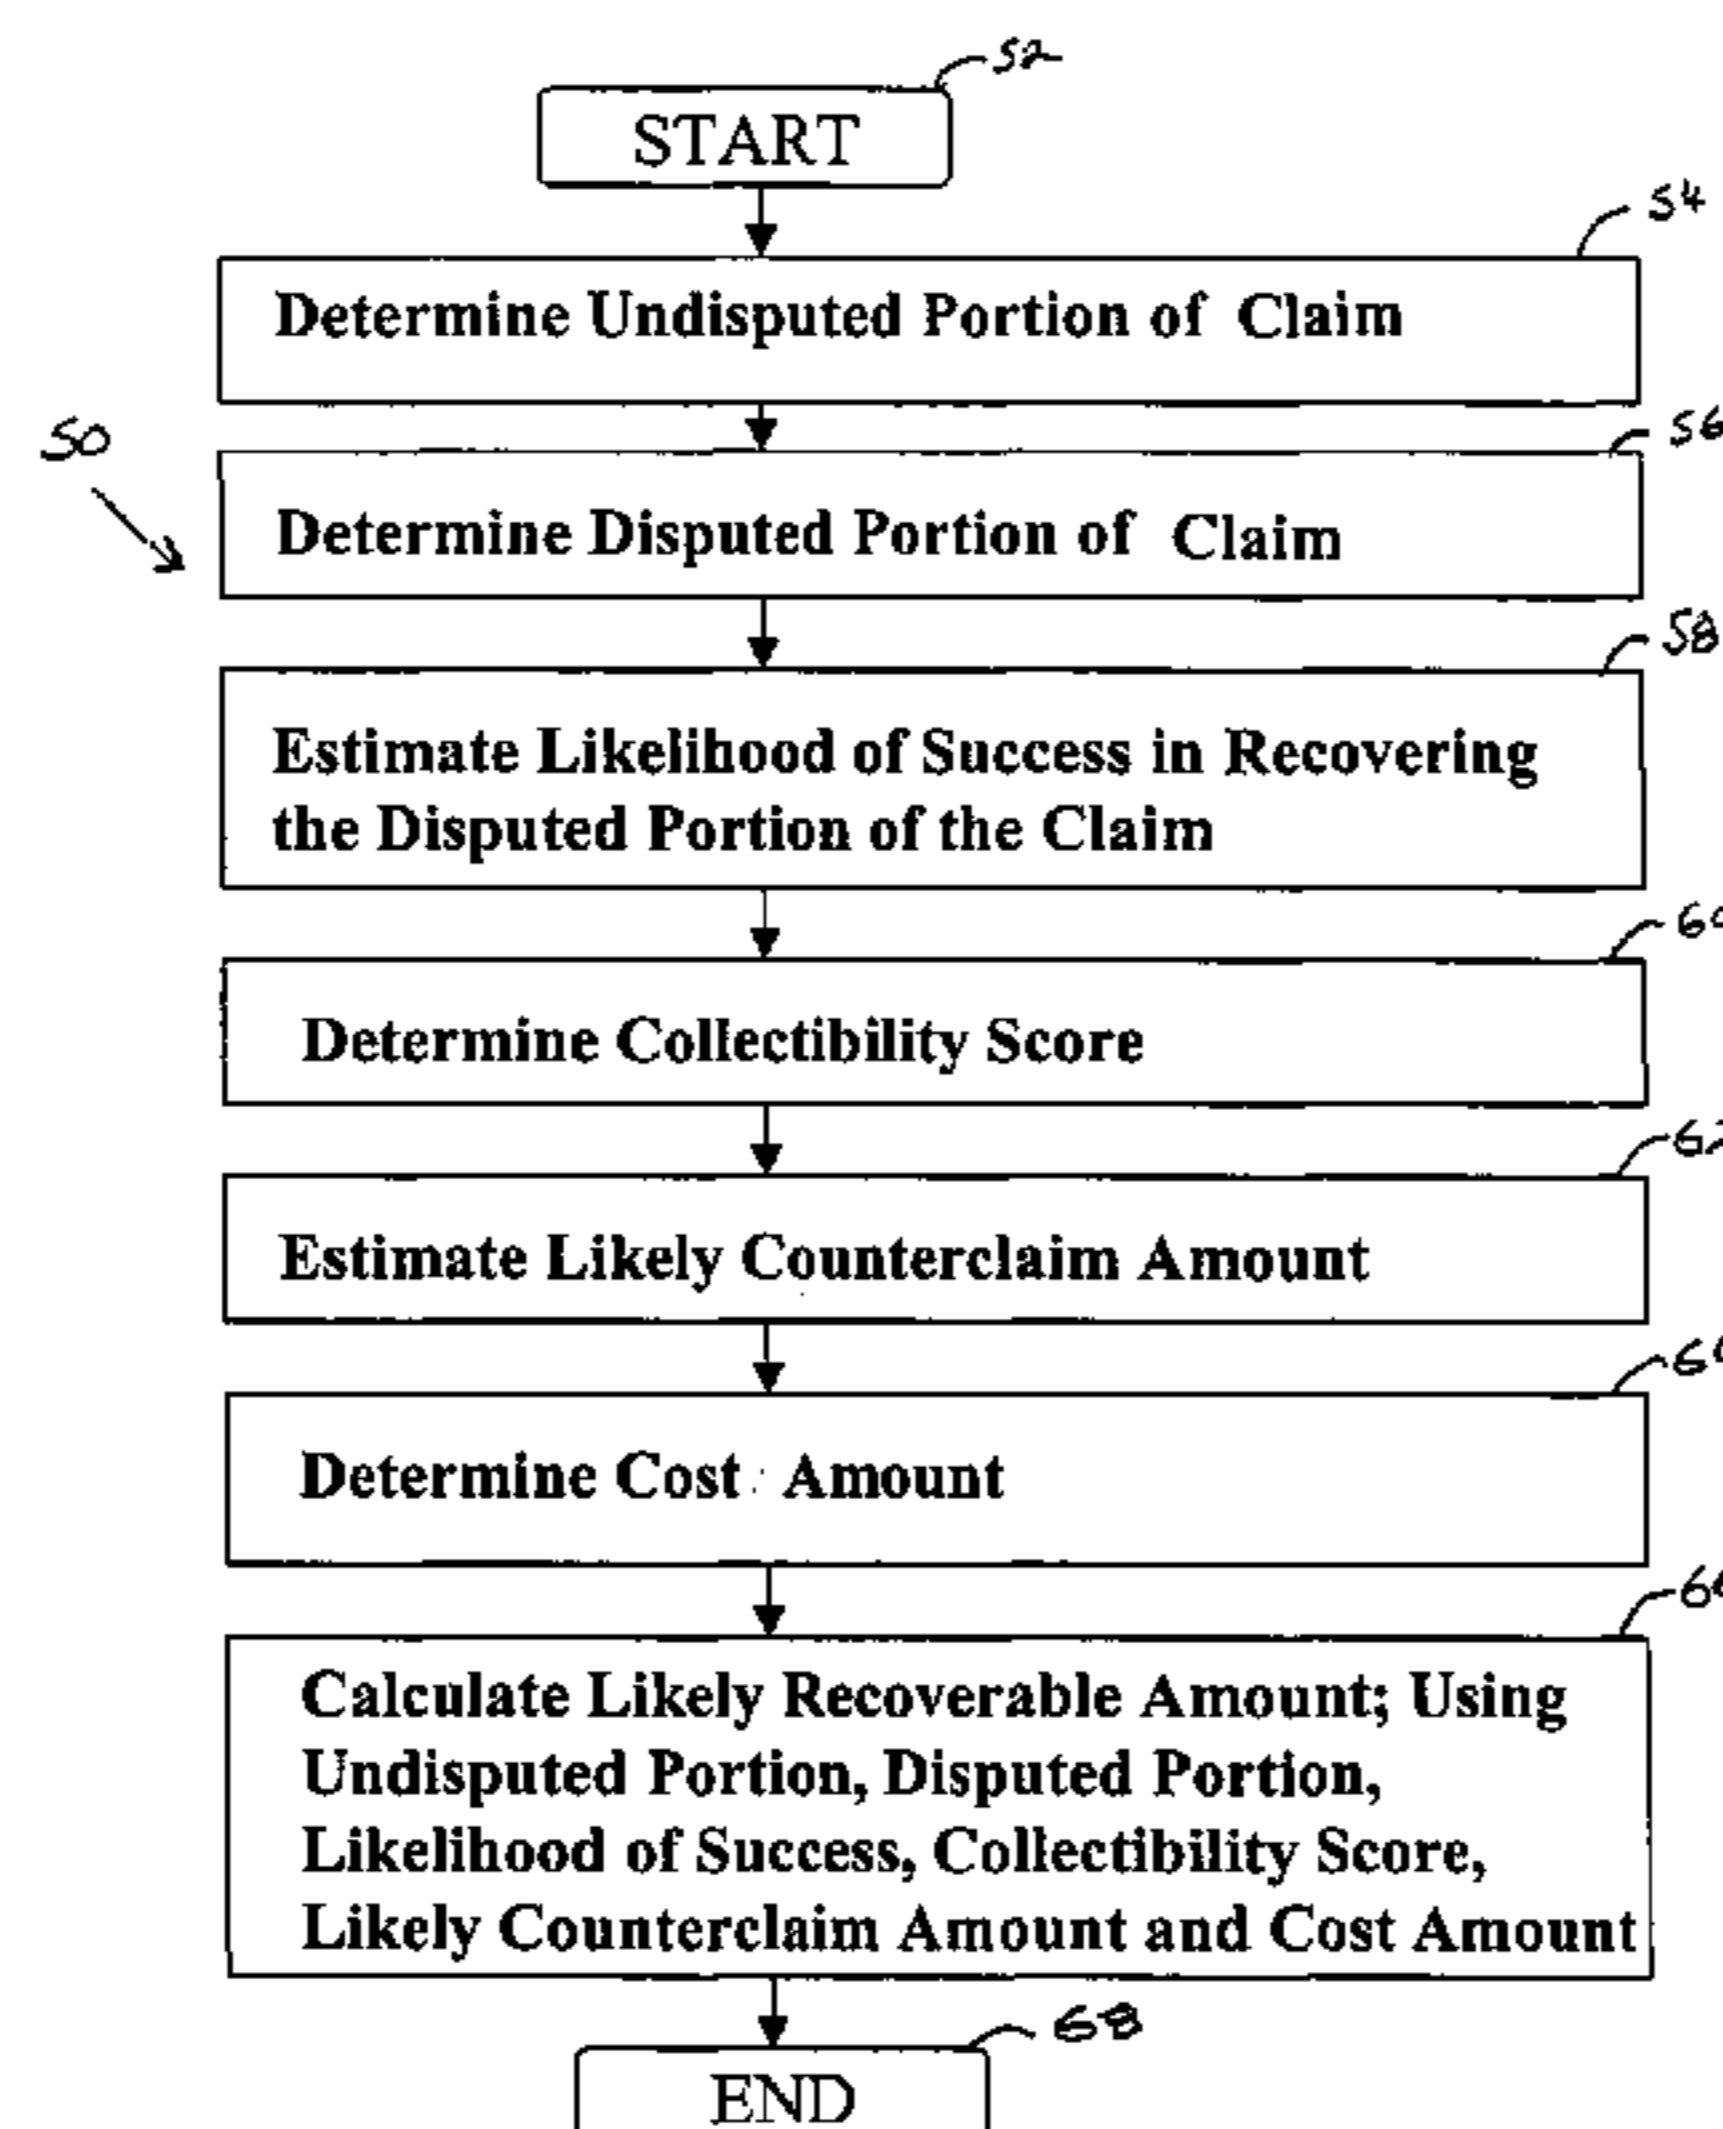 52
START
54
Determine Undisputed Portion of Claim
50
56
Determine Disputed Portion of Claim
58
Estimate Likelihood of Success in Recovering
the Disputed Portion of the Claim
Determine Collectibility Score
62
Estimate Likely Counterclaim Amount
Determine Cost Amount
Calculate Likely Recoverable Amount; Using
Undisputed Portion, Disputed Portion,
Likelihood of Success, Collectibility Score,
Likely Counterclaim Amount and Cost Amount
68
END